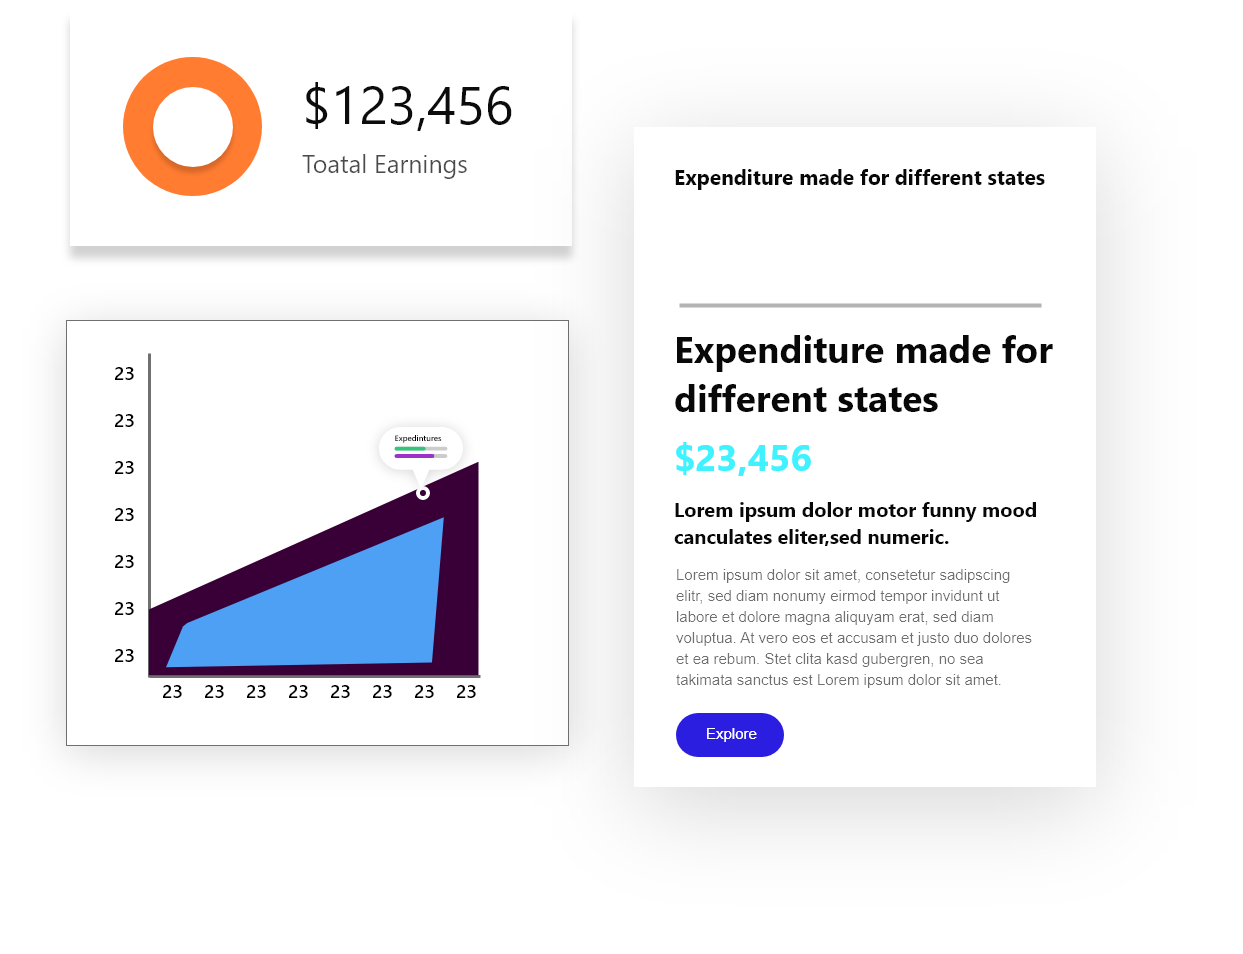 $123,456
Toatal Earnings
23
23
23
23
23
23
23
23 23 23 23 23 23 23 23
Expedintures
Expenditure made for different states
Expenditure made for
different states
$23,456
Lorem ipsum dolor motor funny mood
canculates eliter,sed numeric.
Lorem ipsum dolor sit amet, consetetur sadipscing
elitr, sed diam nonumy eirmod tempor invidunt ut
labore et dolore magna aliquyam erat, sed diam
voluptua. At vero eos et accusam et justo duo dolores
et ea rebum. Stet clita kasd gubergren, no sea
takimata sanctus est Lorem ipsum dolor sit amet.
Explore